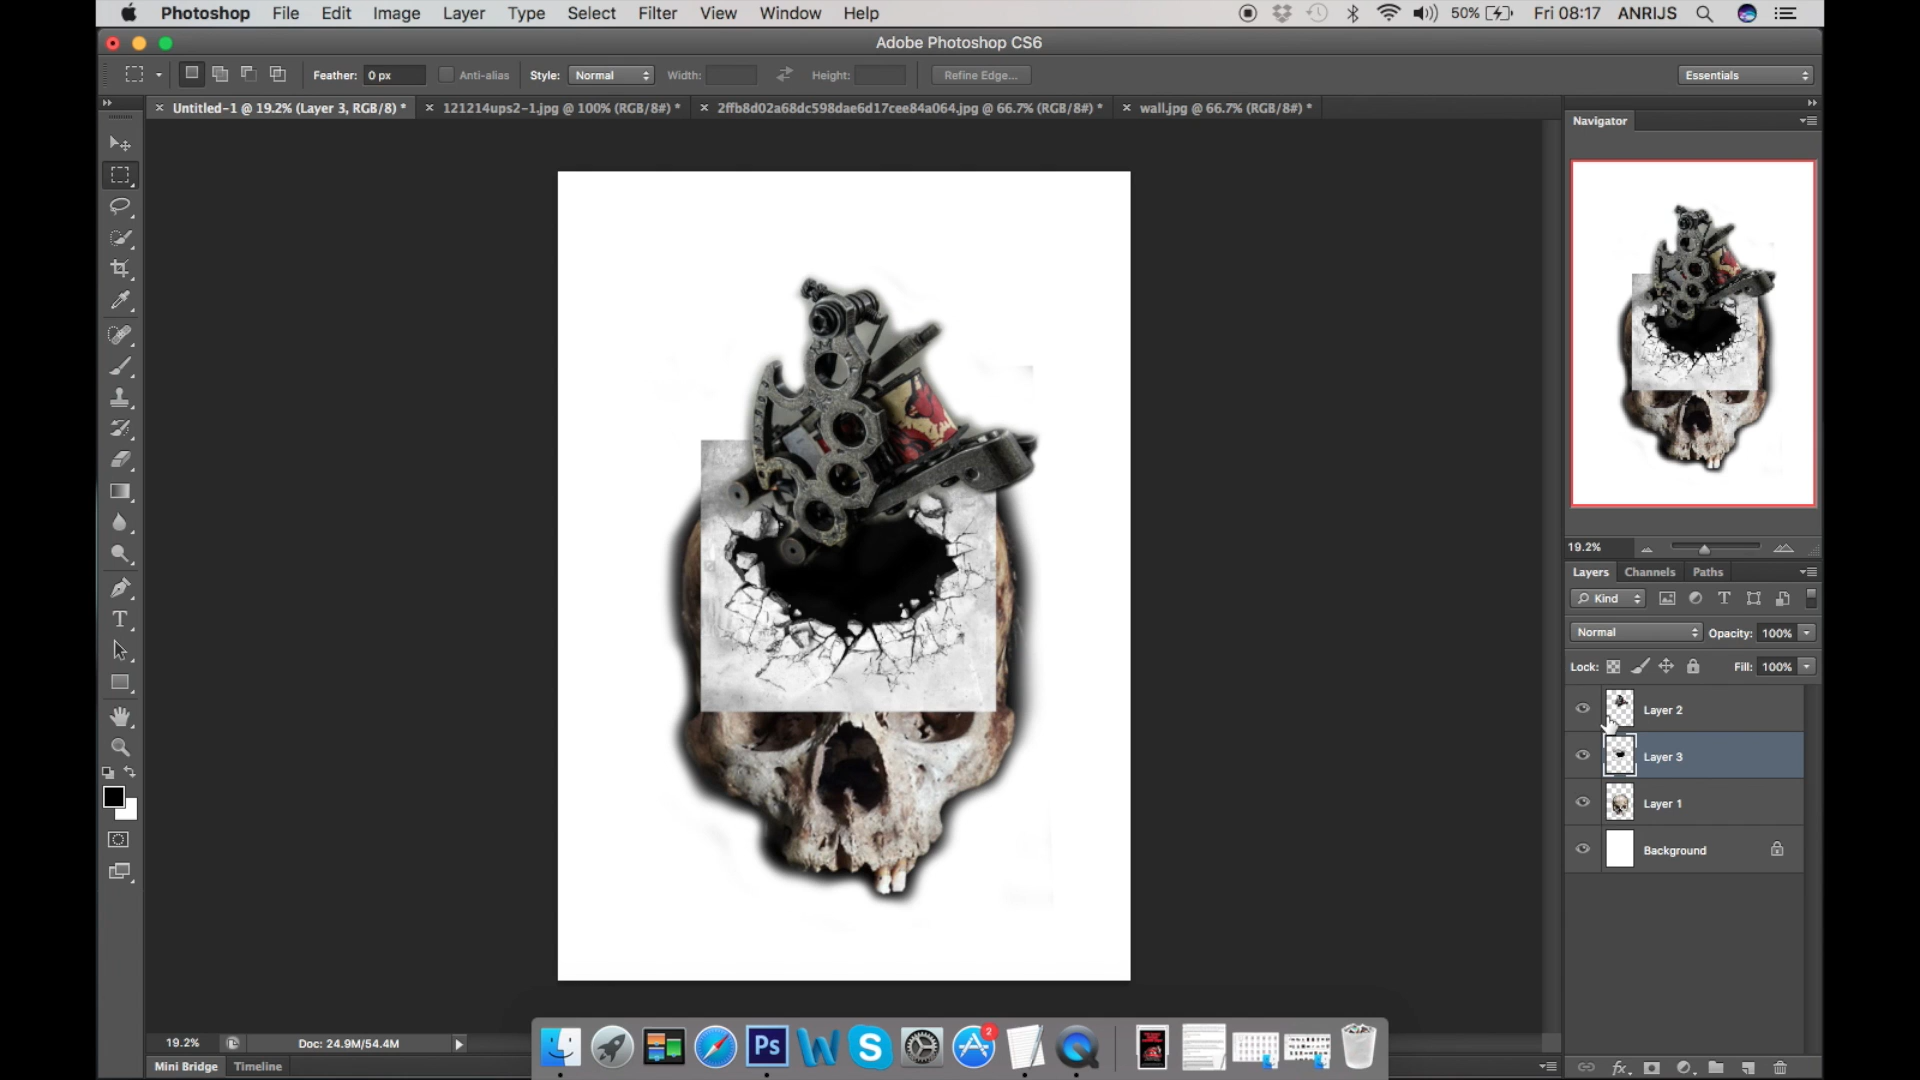 Photoshop File Edit Image Layer Type Select Filter View Window Help 50% Fri 08:17 ANRIJS
Adobe Photoshop CS6
Feather: 0 px Anti-alias Style: Normal Width: Height: Refine Edge... Essentials
Untitled-1 @ 19.2% (Layer 3, RGB/8) * 121214ups2-1.jpg @ 100% (RGB/8#) * 2ffb8d02a68dc598dae6d17cee84a064.jpg @ 66.7% (RGB/8#) * wall.jpg @ 66.7% (RGB/8#) *
Navigator
19.2%
Layers Channels Paths
Kind
Normal Opacity: 100%
Lock: Fill: 100%
Layer 2
Layer 3
Layer 1
Background
19.2% Doc: 24.9M/54.4M
Ps
2
Mini Bridge Timeline